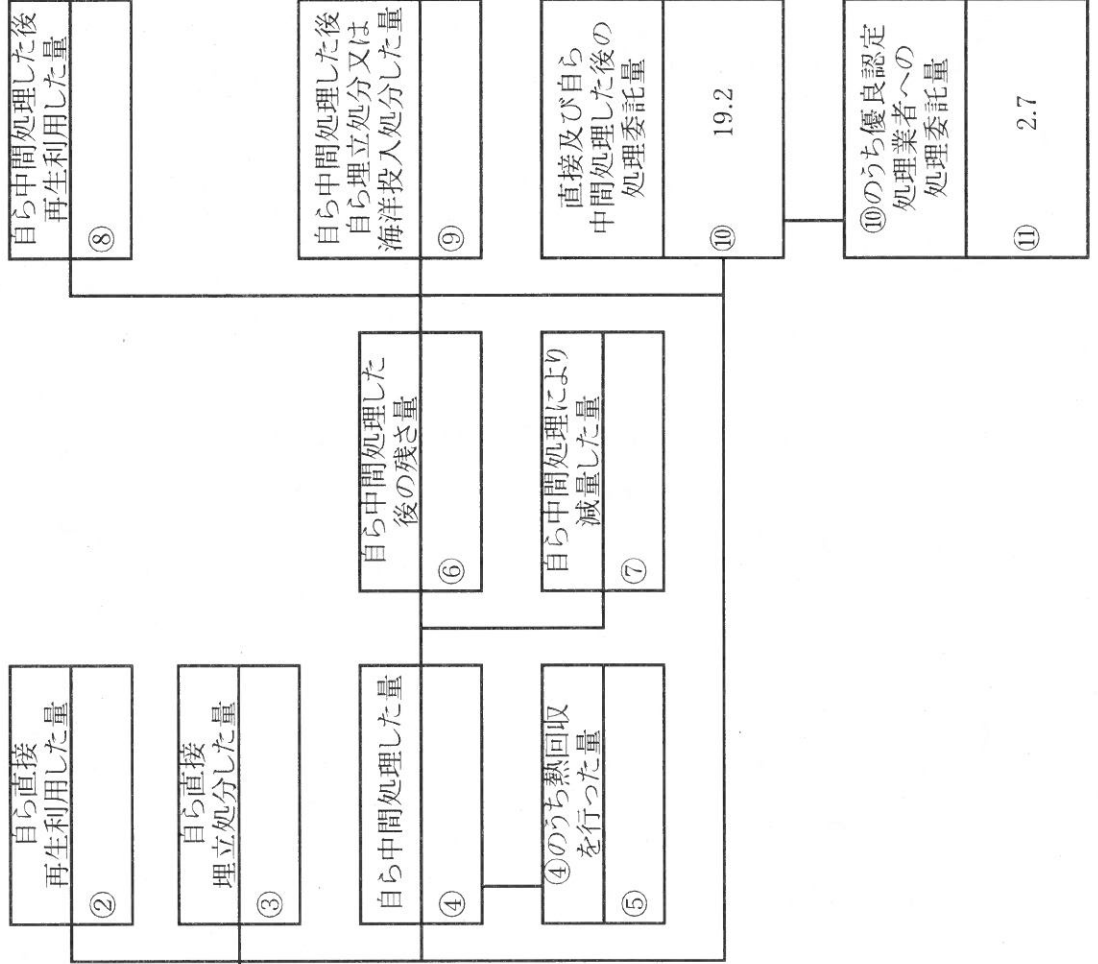 自ら直接
再生利用した量
②
自ら直接
埋立処分した量
③
自ら中間処理した量
④
④のうち熱回収
を行った量
⑤
自ら中間処理した
後の残さ量
⑥
自ら中間処理により
減量した量
⑦
自ら中間処理した後
再生利用した量
⑧
自ら中間処理した後
自ら埋立処分又は
海洋投入処分した量
⑨
直接及び自ら
中間処理した後の
処理委託量
⑩ 19.2
⑩のうち優良認定
処理業者への
処理委託量
⑪ 2.7